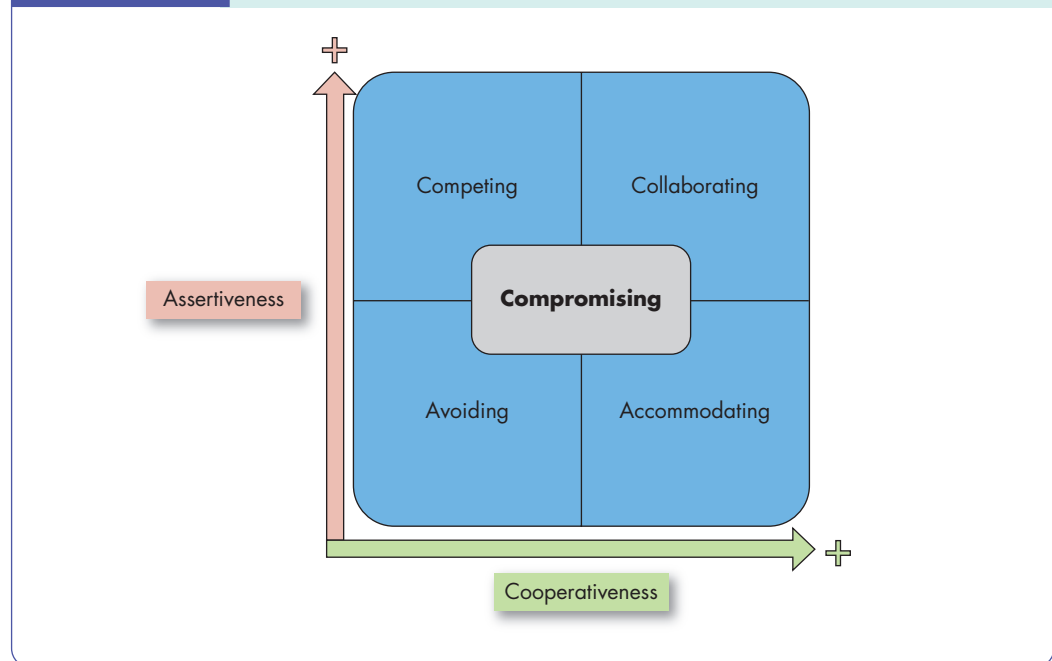 +
Competing
Collaborating
Assertiveness
Compromising
Avoiding
Accommodating
+
Cooperativeness